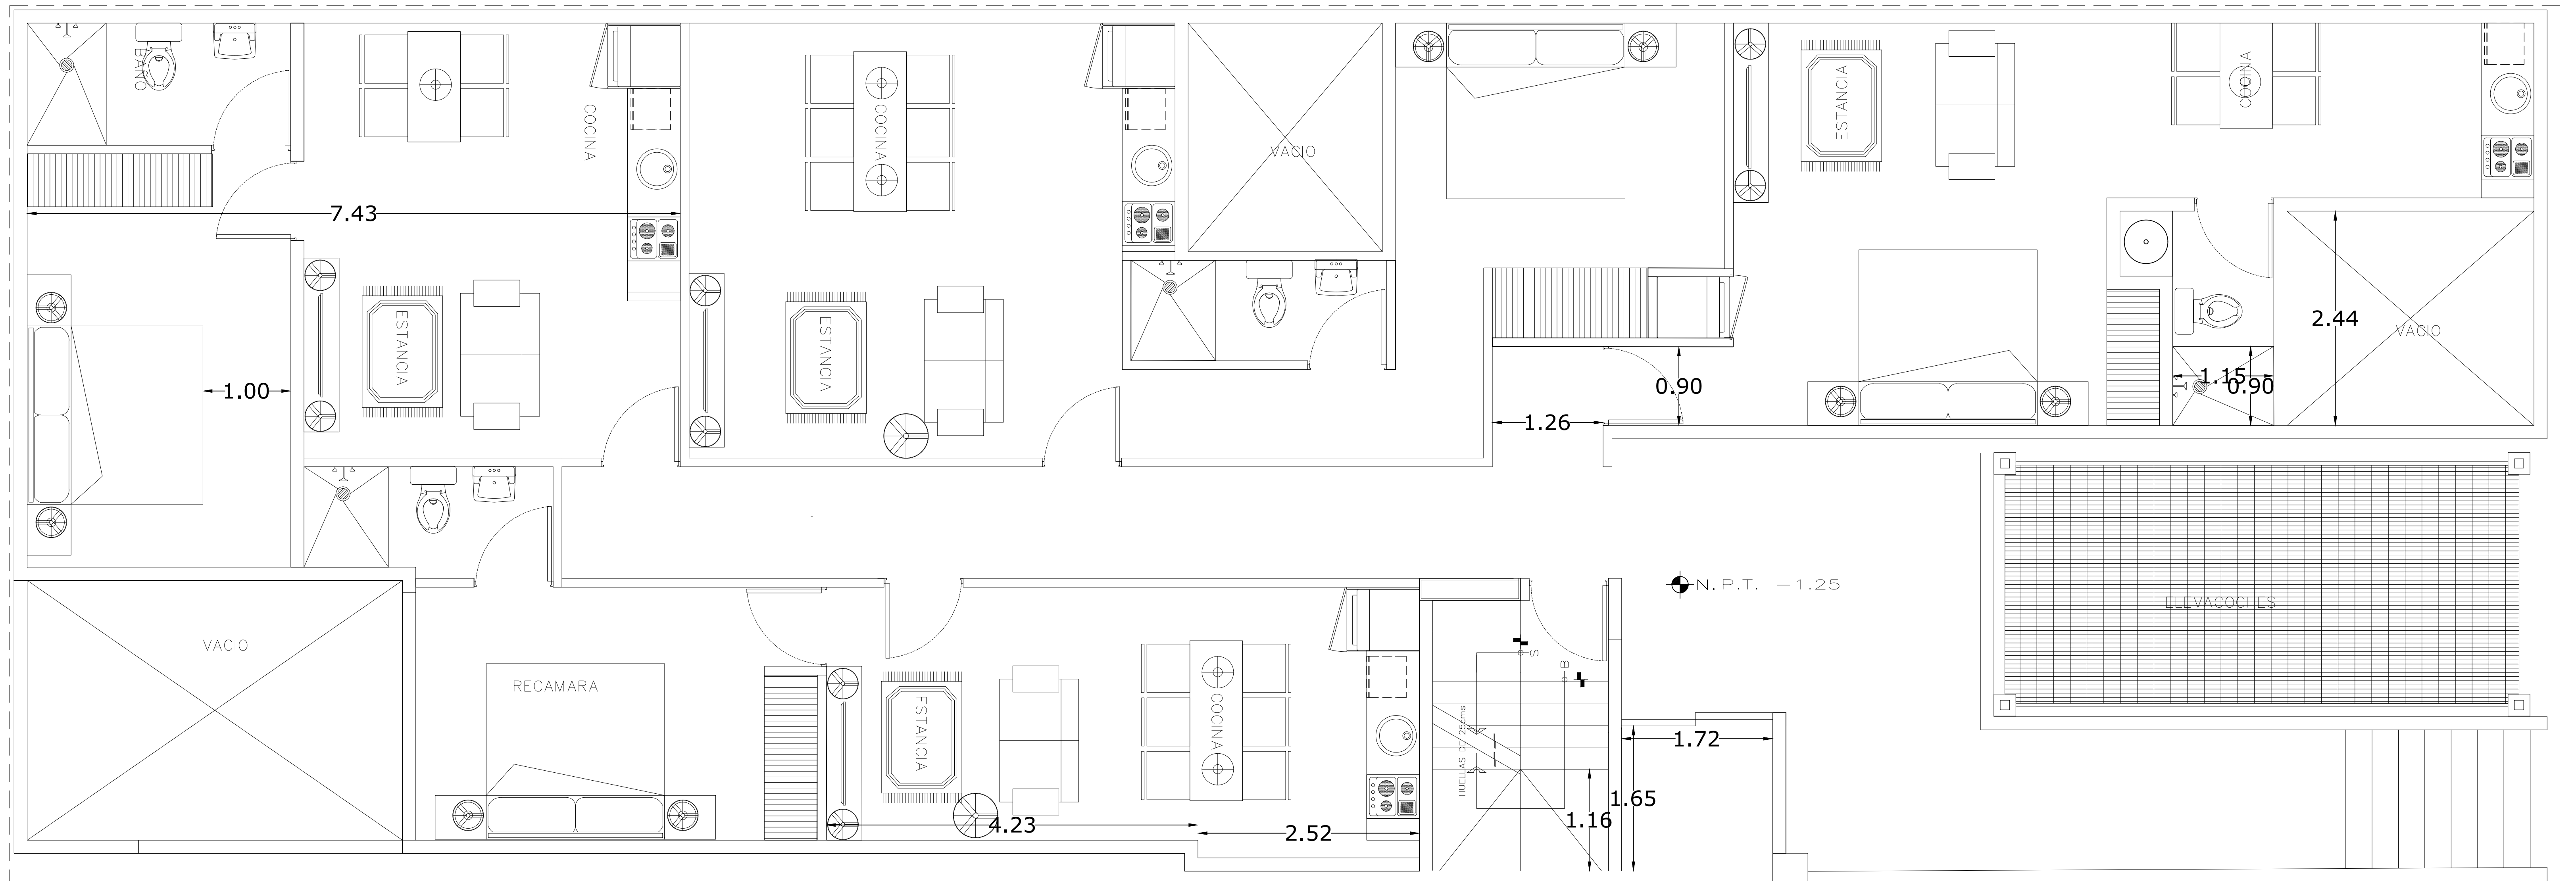 BAÑO
COCINA
COCINA
VACIO
ESTANCIA
COCINA
7.43
1.00
ESTANCIA
ESTANCIA
0.90
1.26
2.44
VACIO
1.15
0.90
N.P.T. -1.25
ELEVACOCHES
VACIO
RECAMARA
ESTANCIA
COCINA
S
B
HUELLAS DE 25cms
1.72
1.65
1.16
4.23
2.52